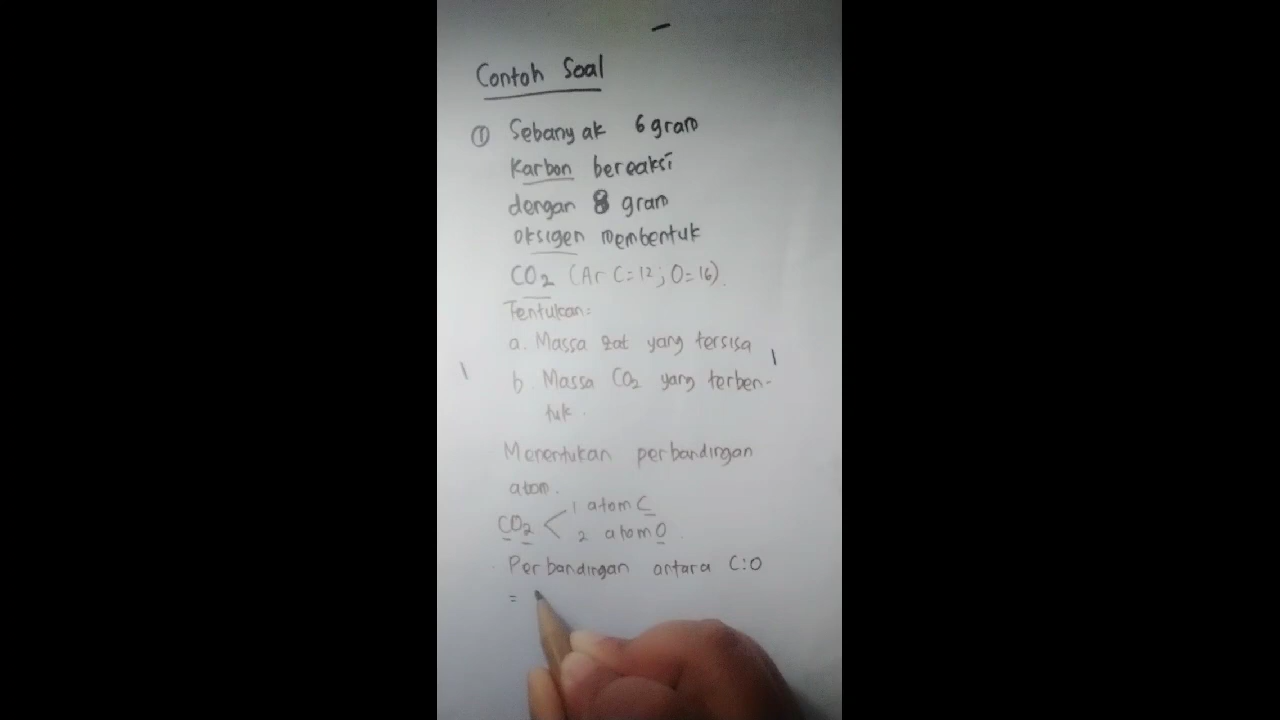 Contoh Soal
① Sebanyak 6 gram
Karbon bereaksi
dengan 8 gram
oksigen membentuk
CO₂ (Ar C=12; O=16).
Tentukan:
a. Massa zat yang tersisa
b. Massa CO₂ yang terben-
tuk.
Menentukan perbandingan
atom.
CO₂ < 1 atom C
2 atom O.
Perbandingan antara C:O
=